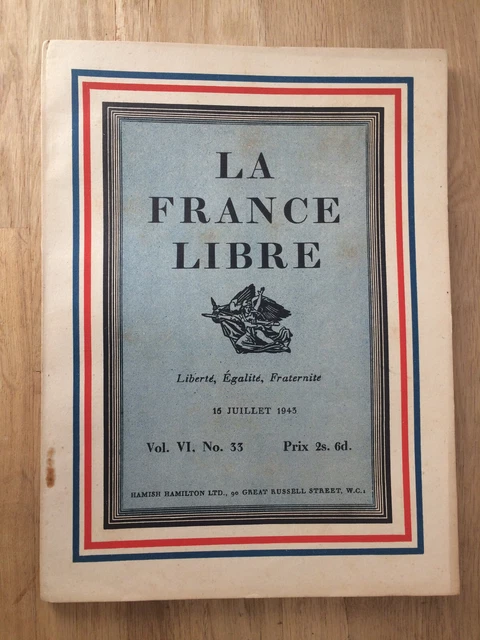 LA
FRANCE
LIBRE
Liberté, Égalité, Fraternité
15 JUILLET 1943
Vol. VI. No. 33 Prix 2s. 6d.
HAMISH HAMILTON LTD., 90 GREAT RUSSELL STREET, W.C.1